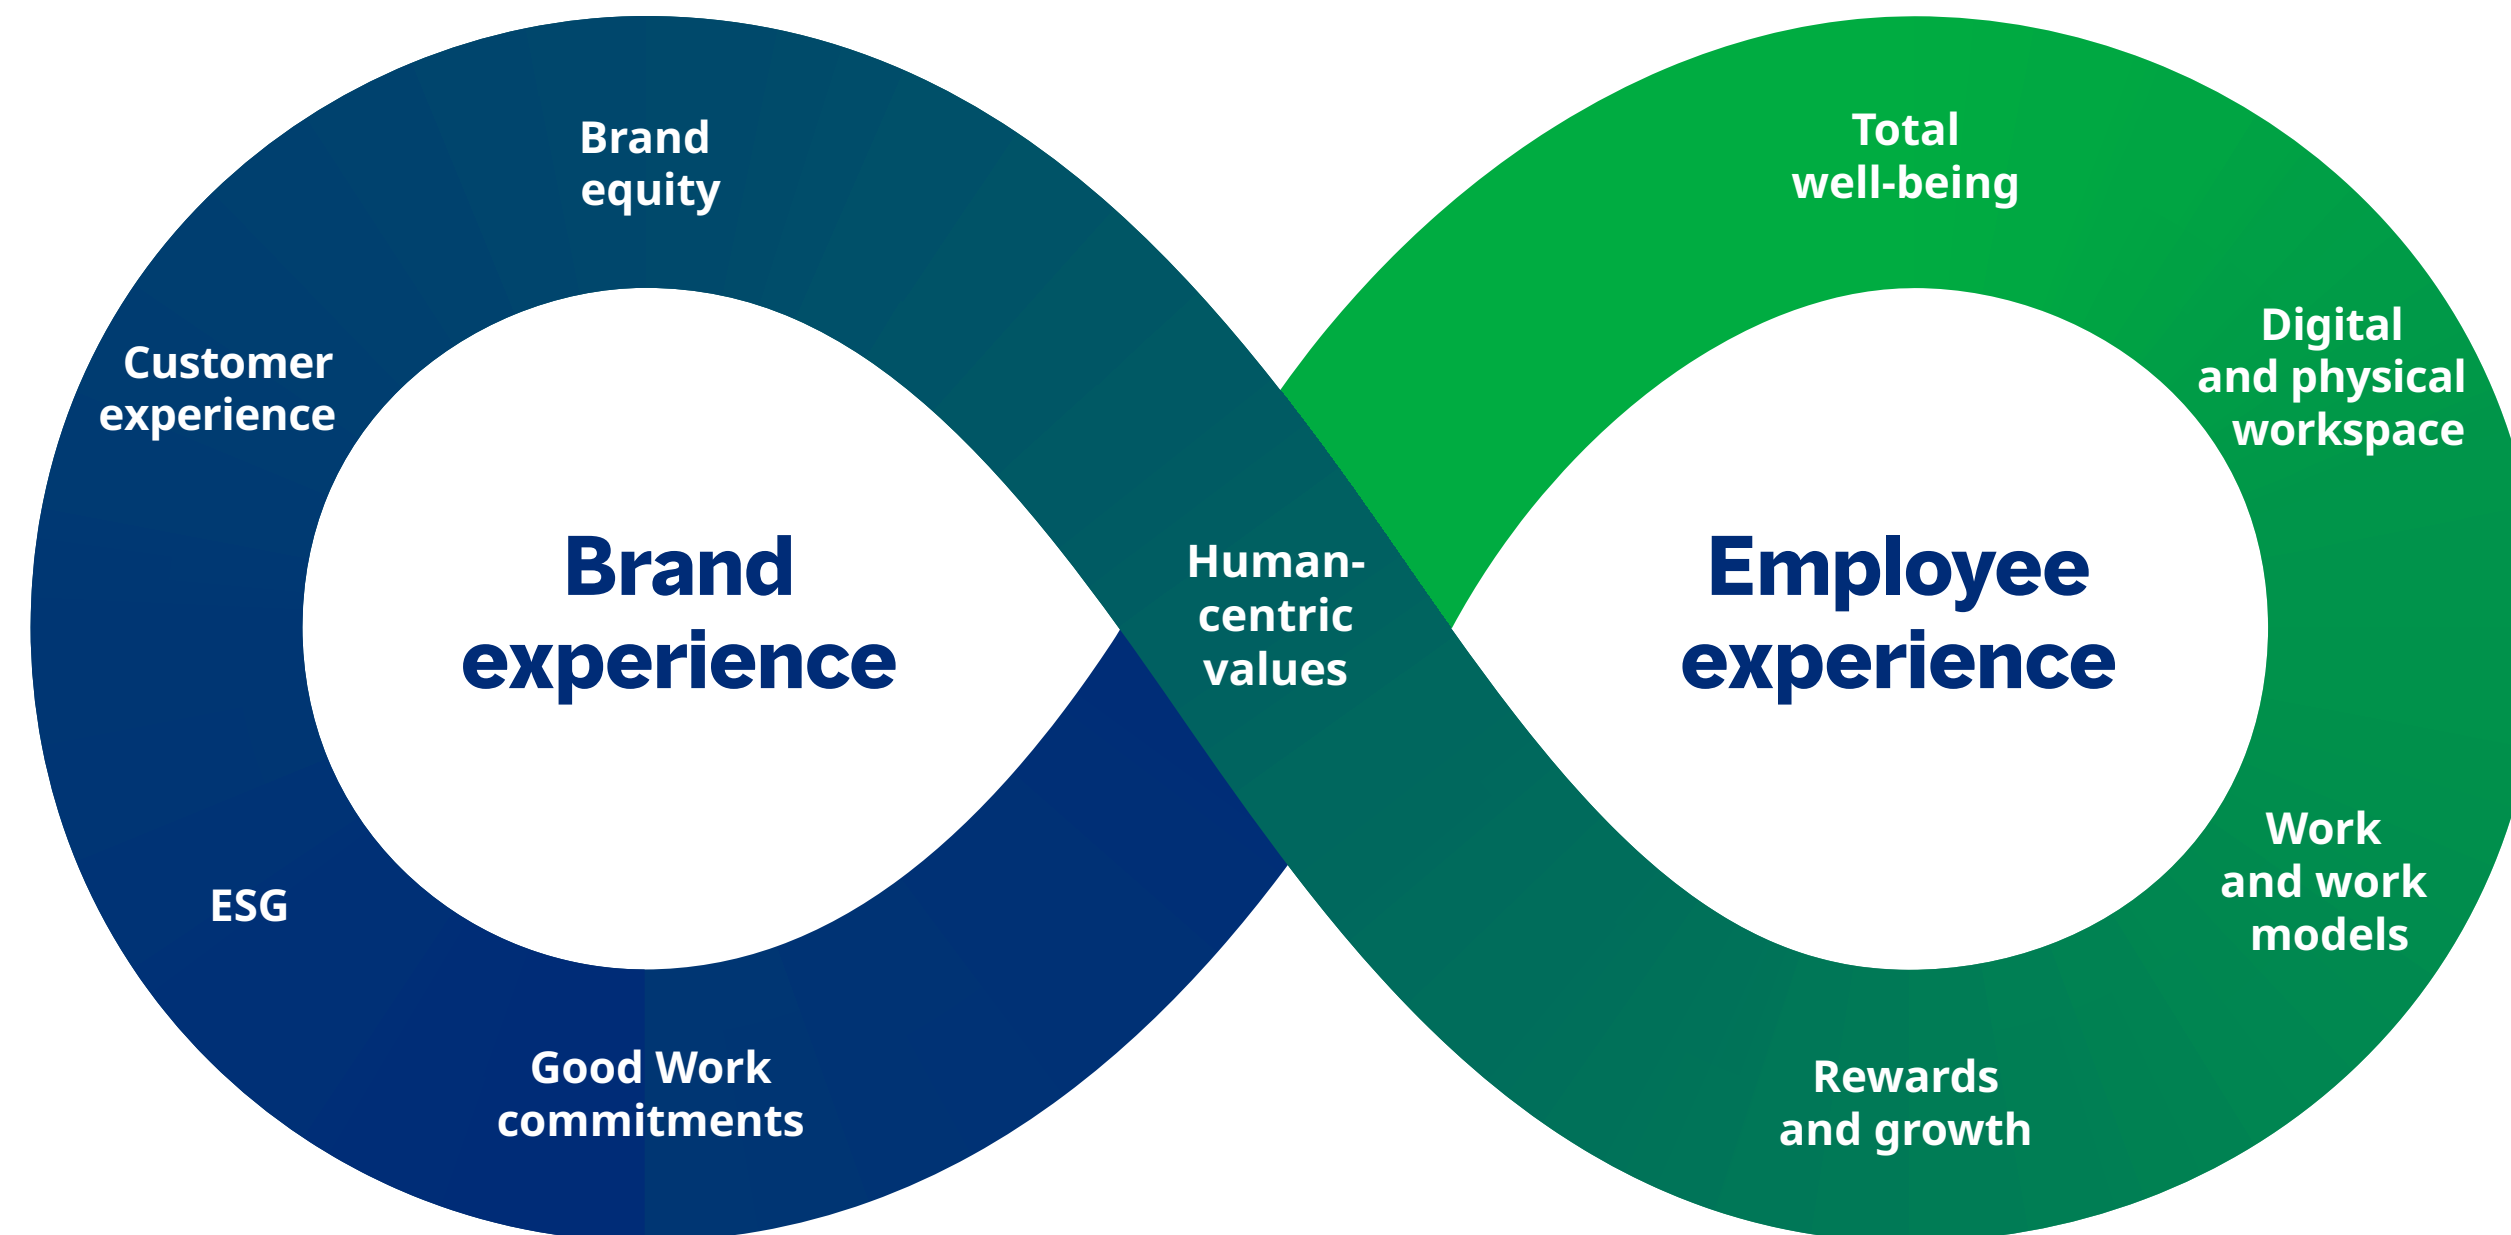 Brand
equity
Customer
experience
Brand
experience
ESG
Good Work
commitments
Human-
centric
values
Total
well-being
Digital
and physical
workspace
Employee
experience
Work
and work
models
Rewards
and growth